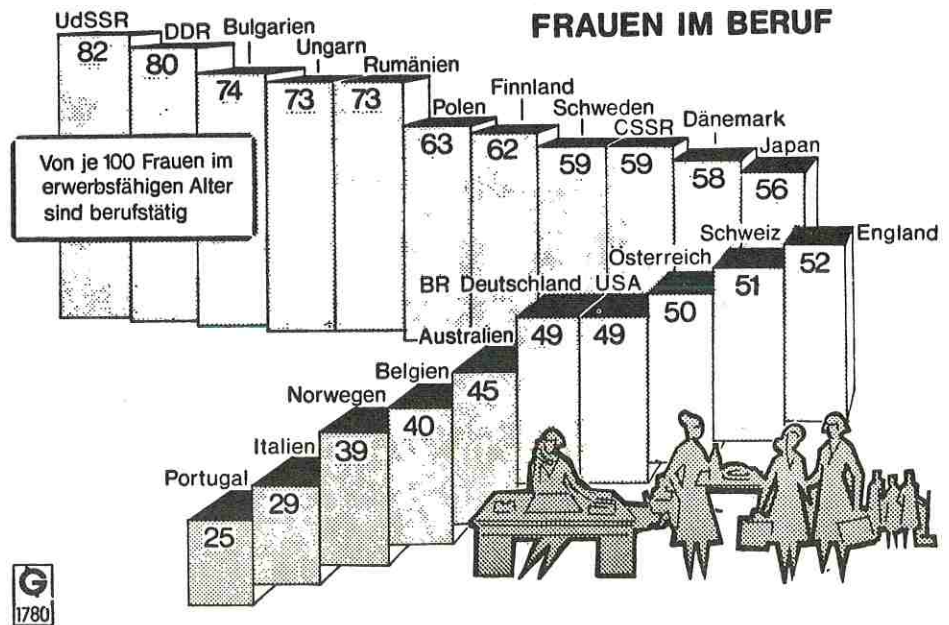 FRAUEN IM BERUF
UdSSR
82
DDR
80
Bulgarien
74
Ungarn
73
Rumänien
73
Polen
63
Finnland
62
Schweden
59
CSSR
59
Dänemark
58
Japan
56
Von je 100 Frauen im
erwerbsfähigen Alter
sind berufstätig
England
52
Schweiz
51
Österreich
50
USA
49
BR Deutschland
49
Australien
45
Belgien
40
Norwegen
39
Italien
29
Portugal
25
G
1780